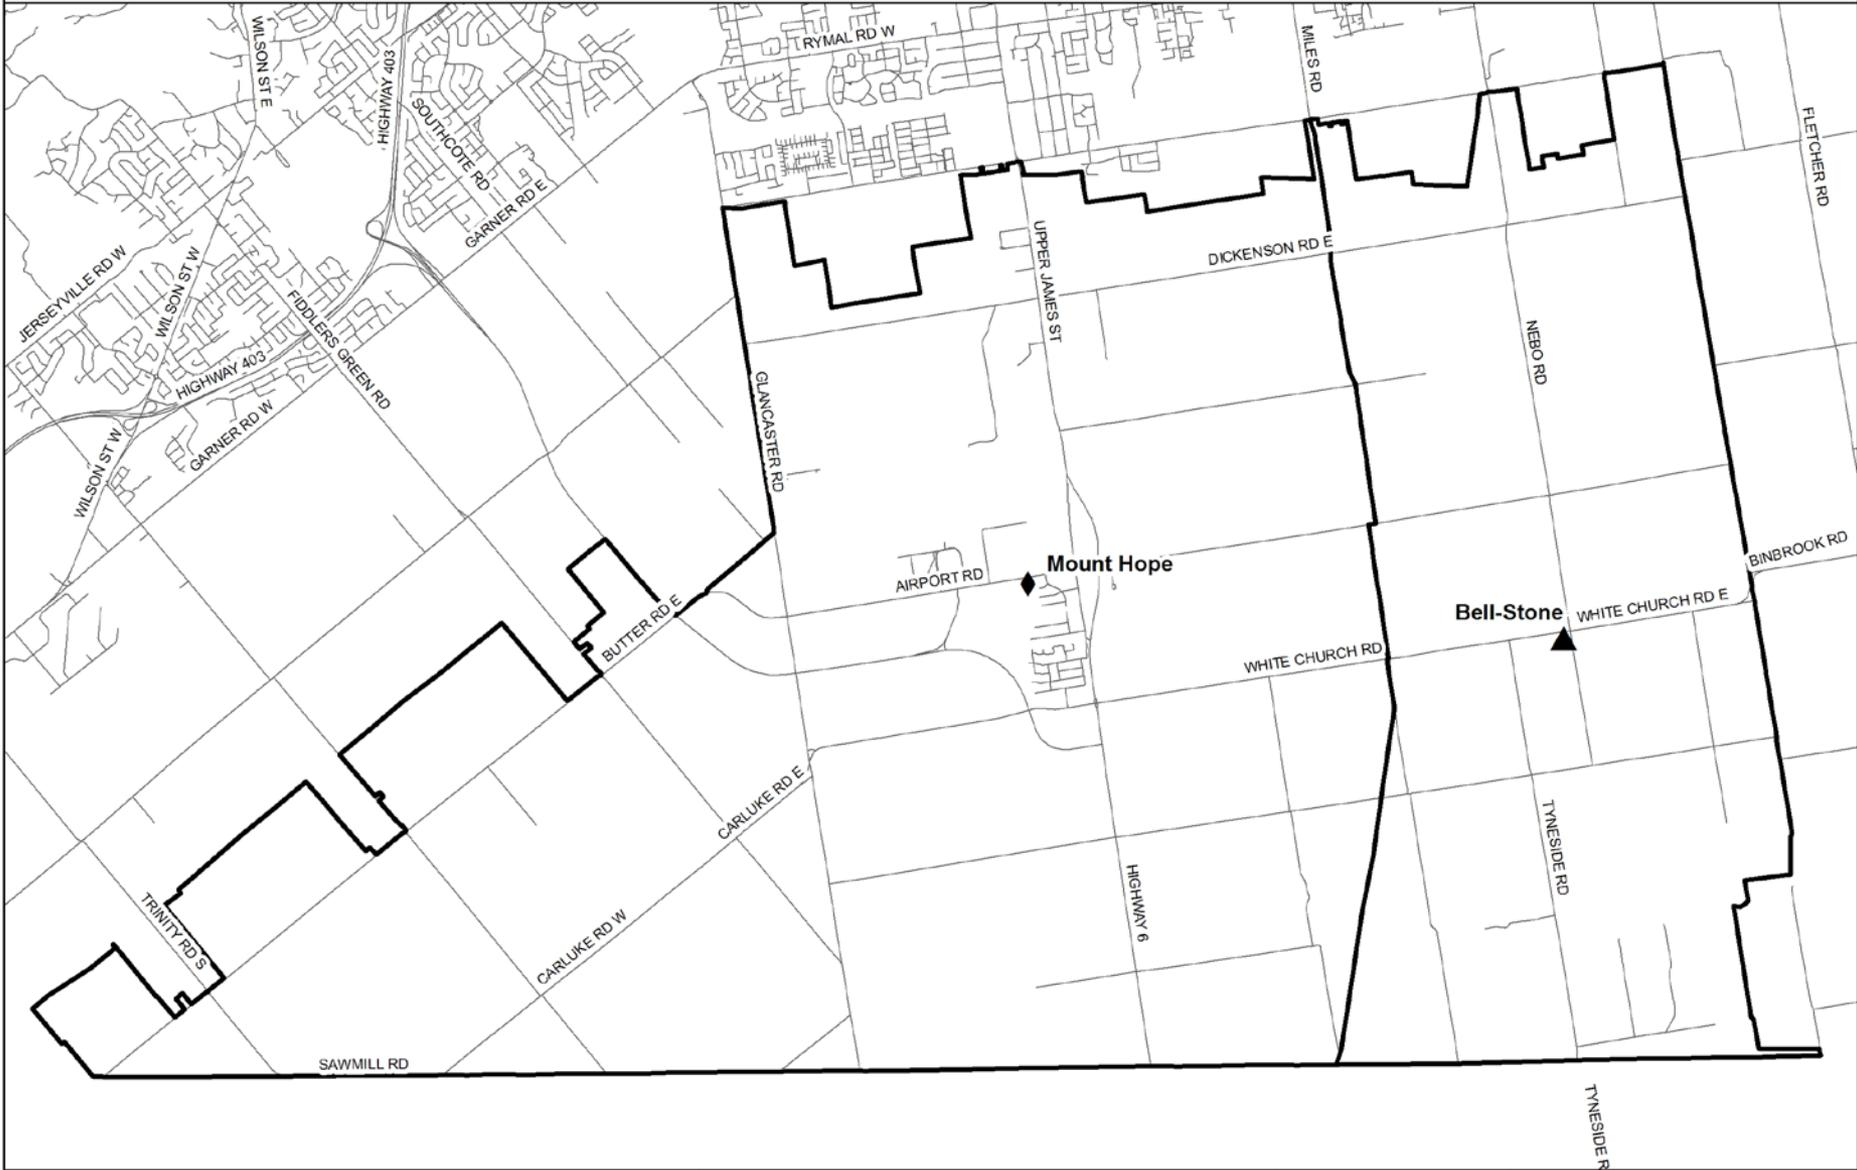 WILSON ST E
HIGHWAY 403
RYMAL RD W
MILES RD
SOUTHCOTE RD
FLETCHER RD
GARNER RD E
JERSEYVILLE RD W
WILSON ST W
FIDDLERS GREEN RD
UPPER JAMES ST
DICKENSON RD E
HIGHWAY 403
NEBO RD
GARNER RD W
GLANCASTER RD
WILSON ST W
BINBROOK RD
Mount Hope
AIRPORT RD
Bell-Stone
WHITE CHURCH RD E
BUTTER RD E
WHITE CHURCH RD
CARLUKE RD E
TYNESIDE RD
HIGHWAY 6
TRINITY RD S
CARLUKE RD W
SAWMILL RD
TYNESIDE R